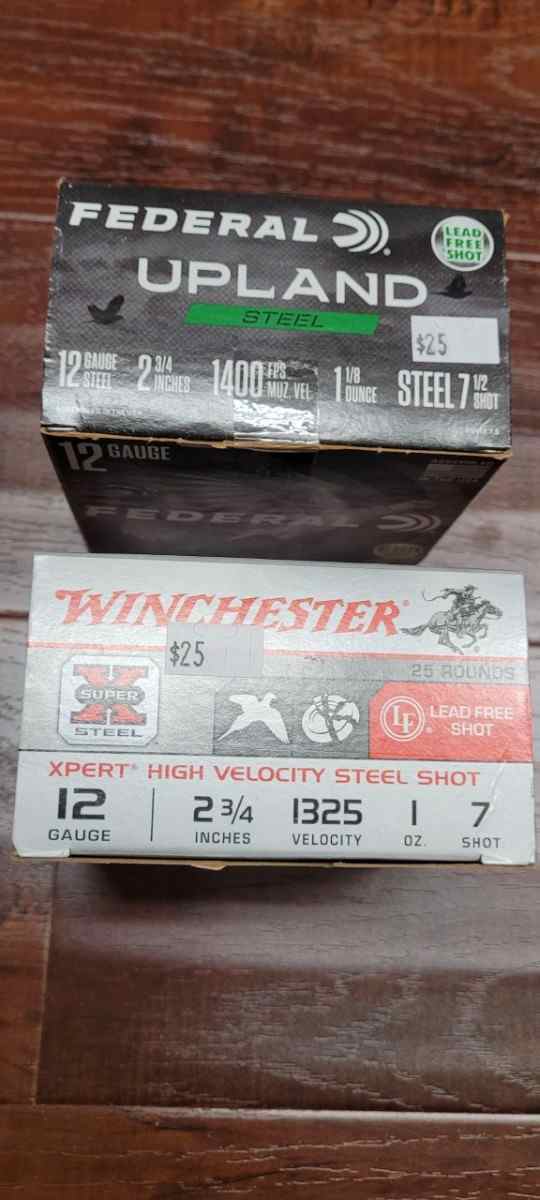 FEDERAL
LEAD
FREE
SHOT
UPLAND
STEEL
$25
12 GAUGE STEEL 2 3/4 INCHES 1400 FPS MUZ. VEL. 1 1/8 OUNCE STEEL 7 1/2 SHOT
12 GAUGE
FEDERAL
WINCHESTER®
$25
25 ROUNDS
X
SUPER
STEEL
LF® LEAD FREE
SHOT
XPERT® HIGH VELOCITY STEEL SHOT
12 2 3/4 1325 1 7
GAUGE INCHES VELOCITY OZ. SHOT